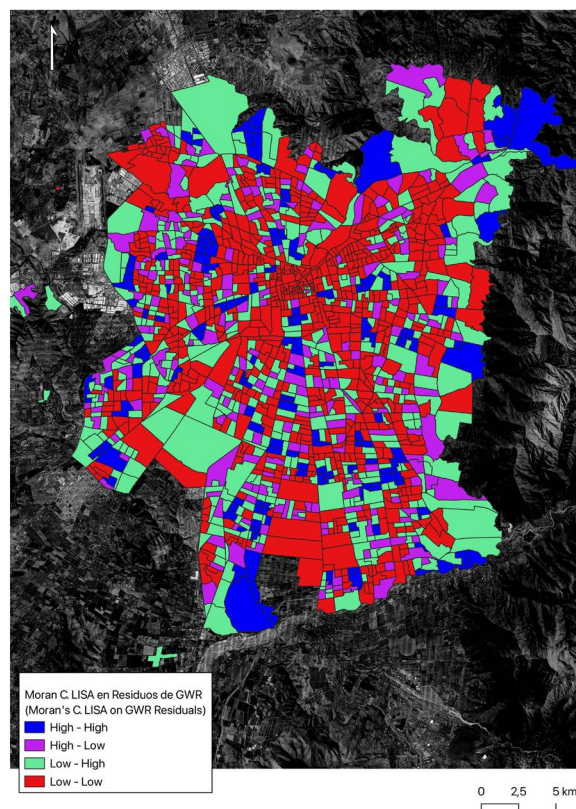 Moran C. LISA en Residuos de GWR
(Moran's C. LISA on GWR Residuals)
High - High
High - Low
Low - High
Low - Low
0 2,5 5 km